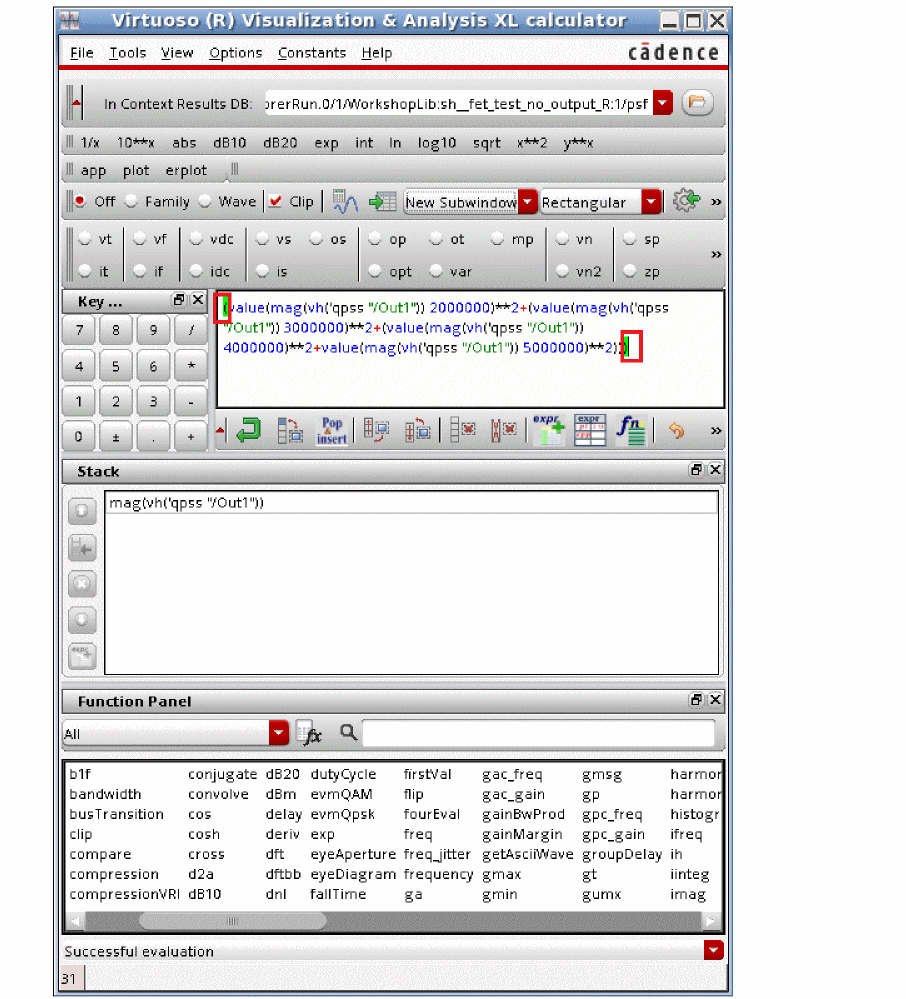 Virtuoso (R) Visualization & Analysis XL calculator
File Tools View Options Constants Help cādence
In Context Results DB: orerRun.0/1/WorkshopLib:sh__fet_test_no_output_R:1/psf
1/x 10**x abs dB10 dB20 exp int ln log10 sqrt x**2 y**x
app plot erplot
Off Family Wave Clip New Subwindow Rectangular »
vt vf vdc vs os op ot mp vn sp
it if idc is opt var vn2 zp »
Key ...
7 8 9 /
4 5 6 *
1 2 3 -
0 ± . +
(value(mag(vh('qpss "/Out1")) 2000000)**2+(value(mag(vh('qpss
"/Out1")) 3000000)**2+(value(mag(vh('qpss "/Out1"))
4000000)**2+value(mag(vh('qpss "/Out1")) 5000000)**2)))
Pop & insert expr expr fn »
Stack
mag(vh('qpss "/Out1"))
expr
Function Panel
All fx
b1f conjugate dB20 dutyCycle firstVal gac_freq gmsg harmor
bandwidth convolve dBm evmQAM flip gac_gain gp harmor
busTransition cos delay evmQpsk fourEval gainBwProd gpc_freq histogr
clip cosh deriv exp freq gainMargin gpc_gain ifreq
compare cross dft eyeAperture freq_jitter getAsciiWave groupDelay ih
compression d2a dftbb eyeDiagram frequency gmax gt iinteg
compressionVRI dB10 dnl fallTime ga gmin gumx imag
Successful evaluation
31